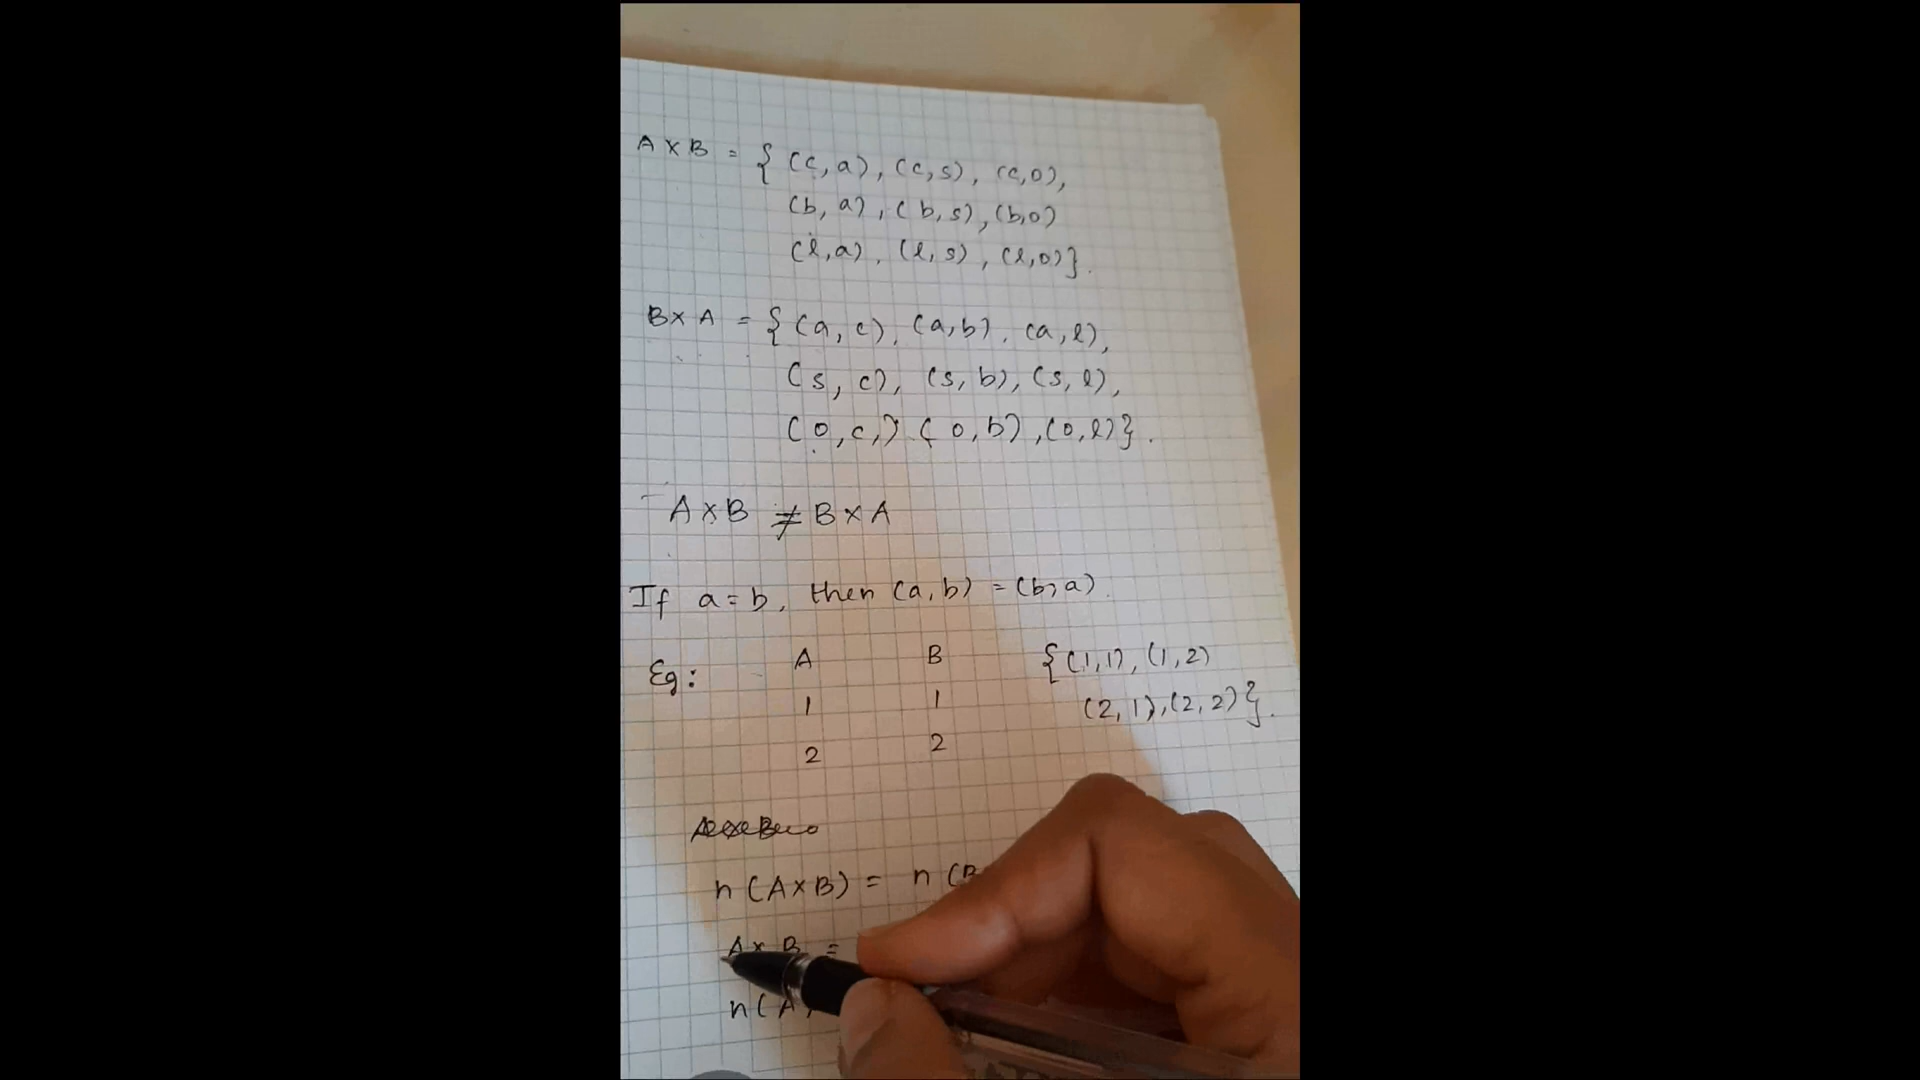 A × B = { (c, a), (c, s), (c, o),
(b, a), (b, s), (b, o)
(l, a), (l, s), (l, o)}.
B × A = { (a, c), (a, b), (a, l),
(s, c), (s, b), (s, l),
(o, c,) ( o, b), (o, l)}.
A × B ≠ B × A
If a = b, then (a, b) = (b, a).
Eg: A B {(1, 1), (1, 2)
1 1 (2, 1), (2, 2)}.
2 2
n (A × B) = n (B
A × B =
n ( A